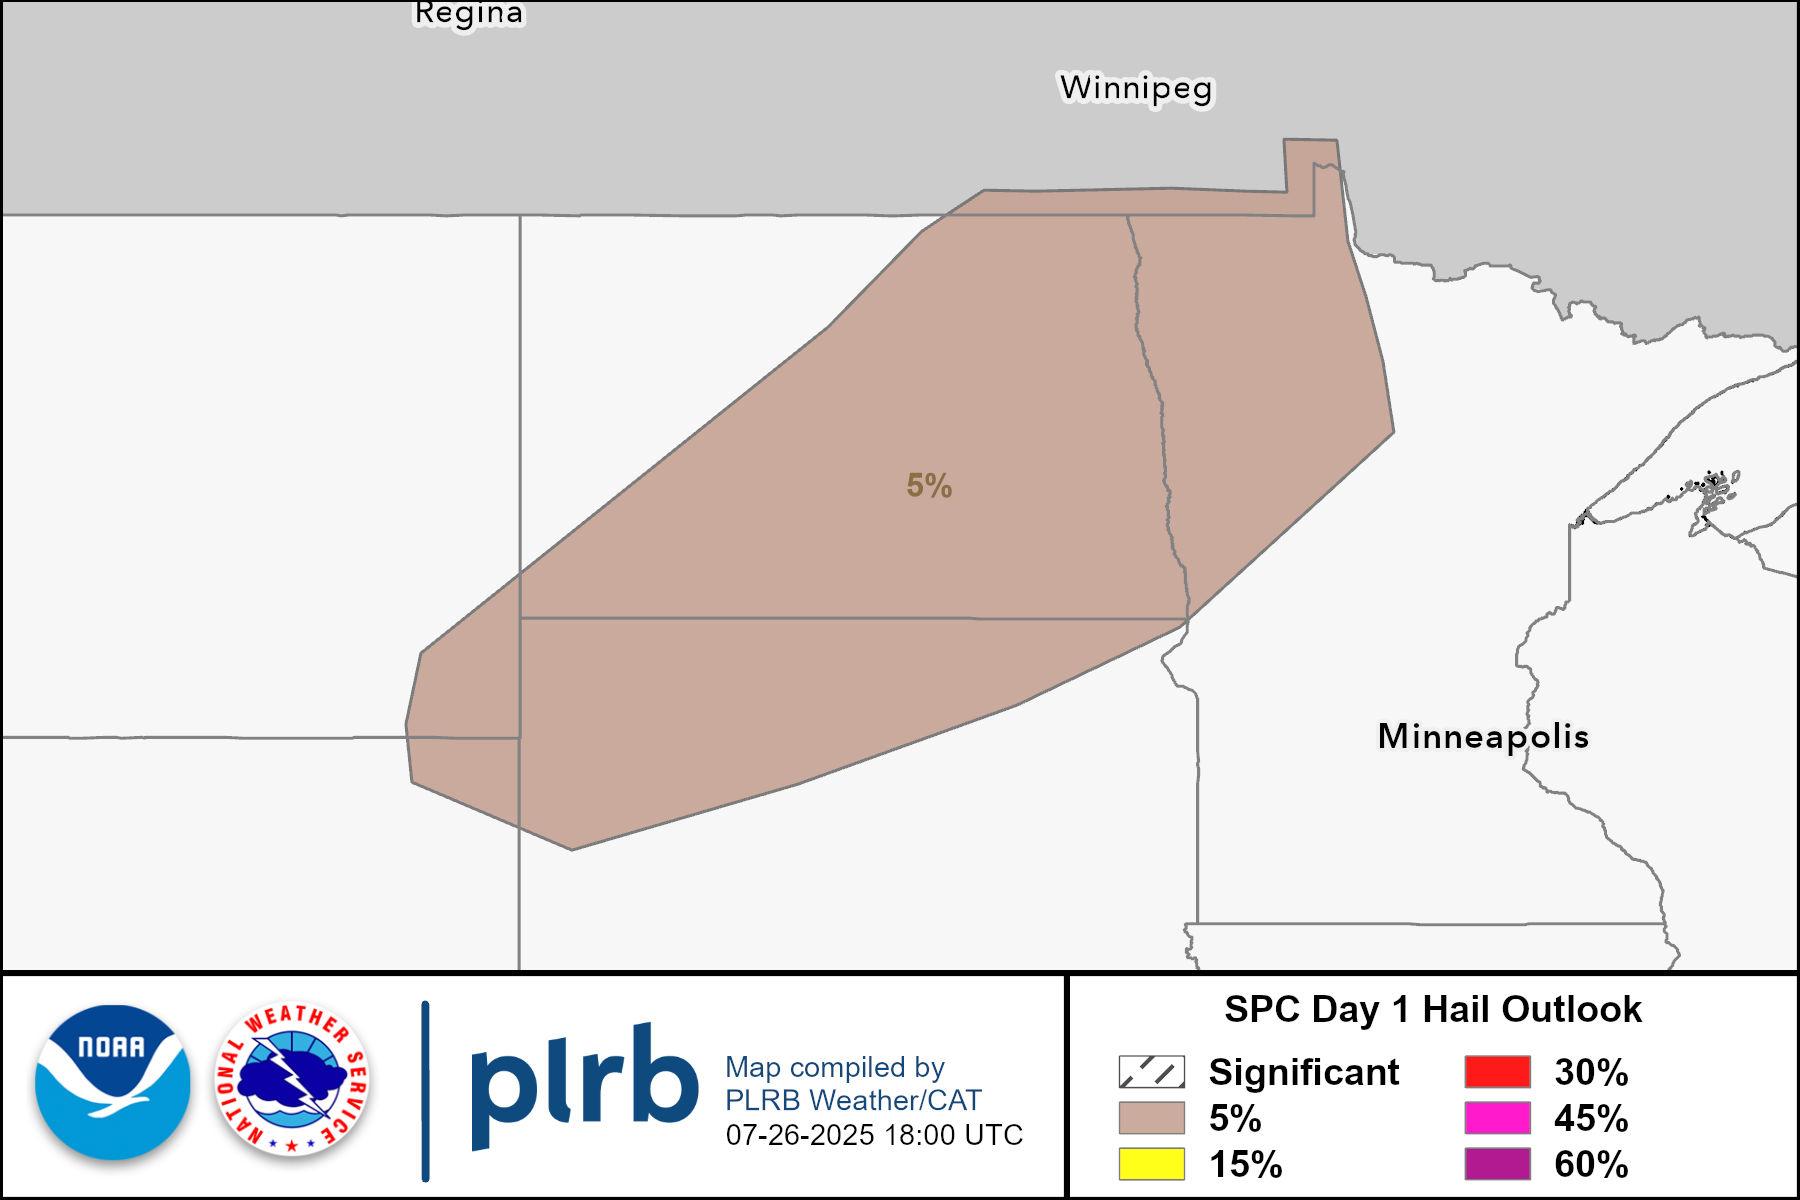 Regina
Winnipeg
5%
Minneapolis
NOAA
NATIONAL WEATHER SERVICE
plrb
Map compiled by
PLRB Weather/CAT
07-26-2025 18:00 UTC
SPC Day 1 Hail Outlook
Significant
5%
15%
30%
45%
60%